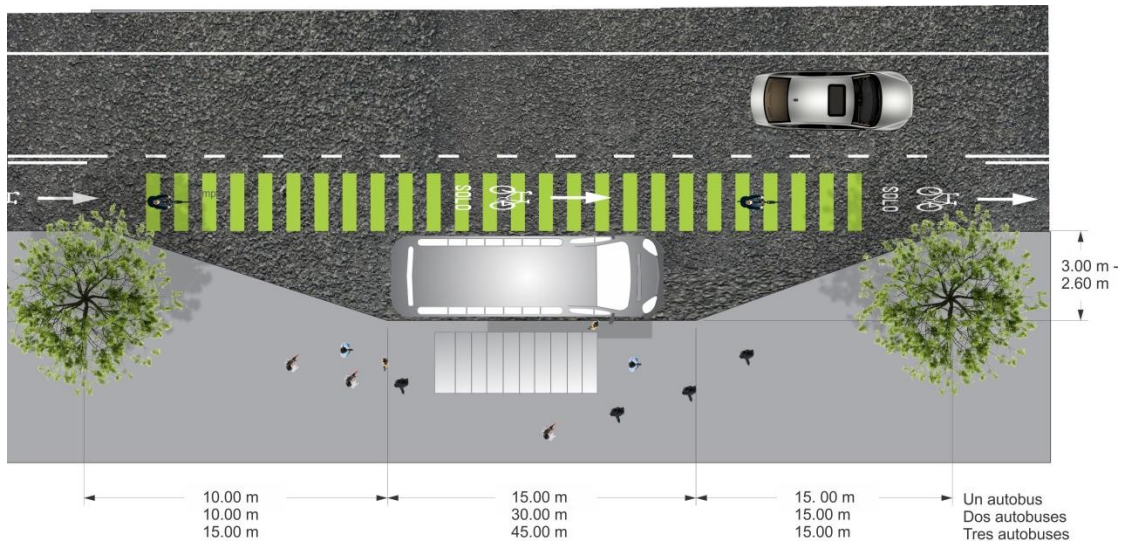 SOLO
SOLO
3.00 m -
2.60 m
10.00 m 15.00 m 15. 00 m Un autobus
10.00 m 30.00 m 15.00 m Dos autobuses
15.00 m 45.00 m 15.00 m Tres autobuses